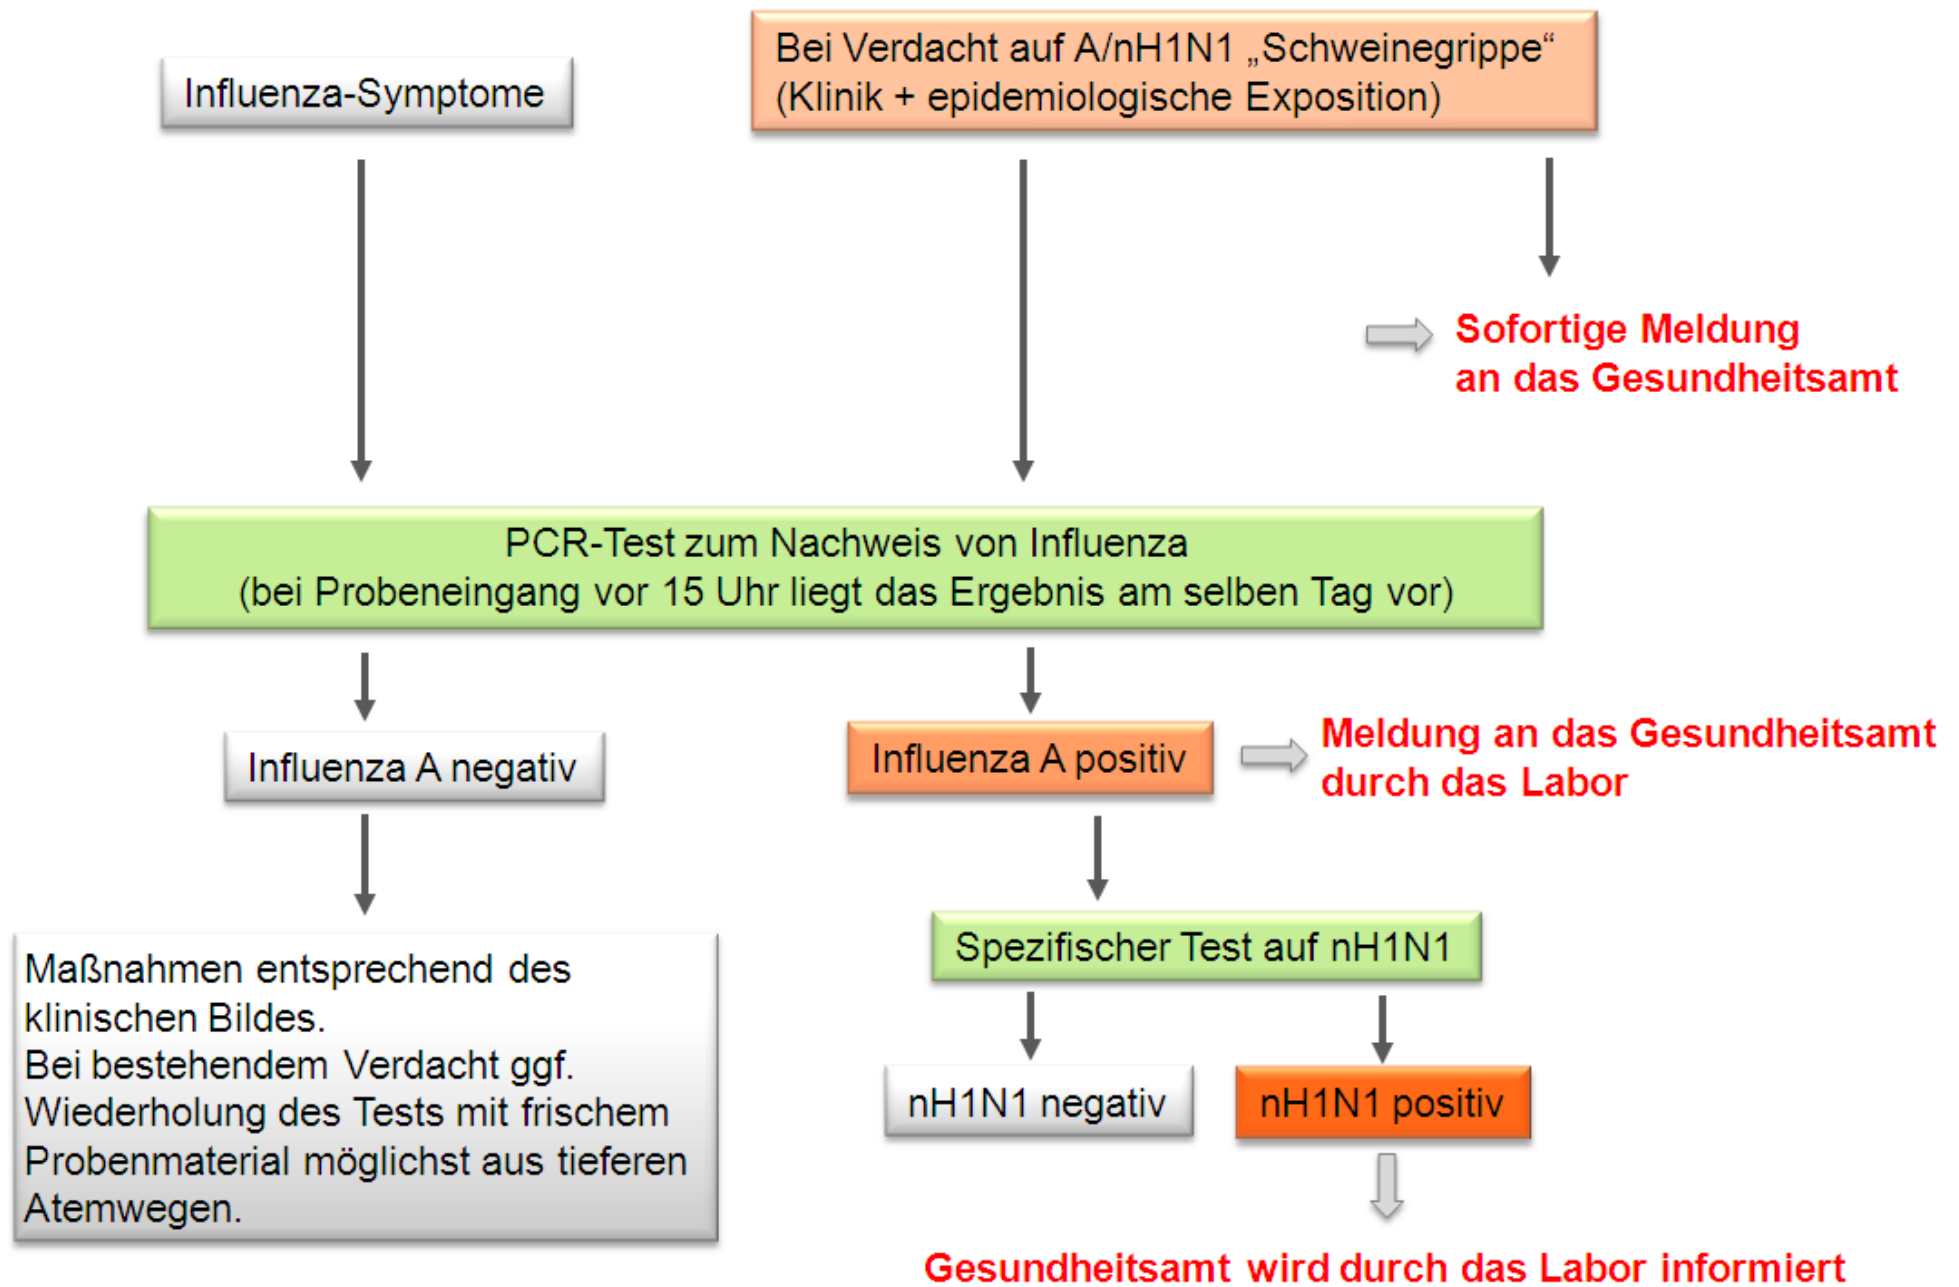 Influenza-Symptome
Bei Verdacht auf A/nH1N1 „Schweinegrippe“
(Klinik + epidemiologische Exposition)
Sofortige Meldung
an das Gesundheitsamt
PCR-Test zum Nachweis von Influenza
(bei Probeneingang vor 15 Uhr liegt das Ergebnis am selben Tag vor)
Influenza A negativ
Influenza A positiv
Meldung an das Gesundheitsamt
durch das Labor
Maßnahmen entsprechend des
klinischen Bildes.
Bei bestehendem Verdacht ggf.
Wiederholung des Tests mit frischem
Probenmaterial möglichst aus tieferen
Atemwegen.
Spezifischer Test auf nH1N1
nH1N1 negativ
nH1N1 positiv
Gesundheitsamt wird durch das Labor informiert